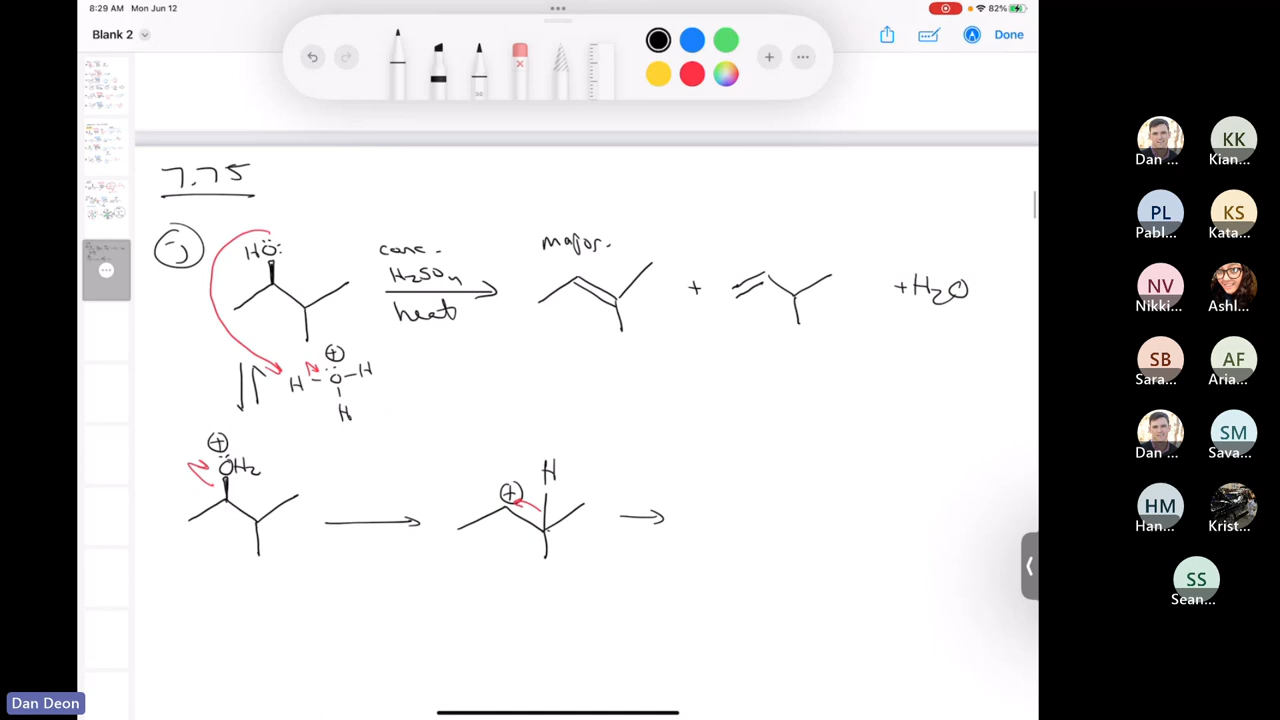 8:29 AM Mon Jun 12
82%
Blank 2
Done
7.75
HÖ:
conc.
H2SO4
heat
major.
+
+H2O
+
H-O-H
H
+
OH2
+
H
Dan ...
KK
Kian...
PL
Pabl...
KS
Kata...
NV
Nikki...
Ashl...
SB
Sara...
AF
Aria...
Dan ...
SM
Sava...
HM
Han...
Krist...
SS
Sean...
Dan Deon